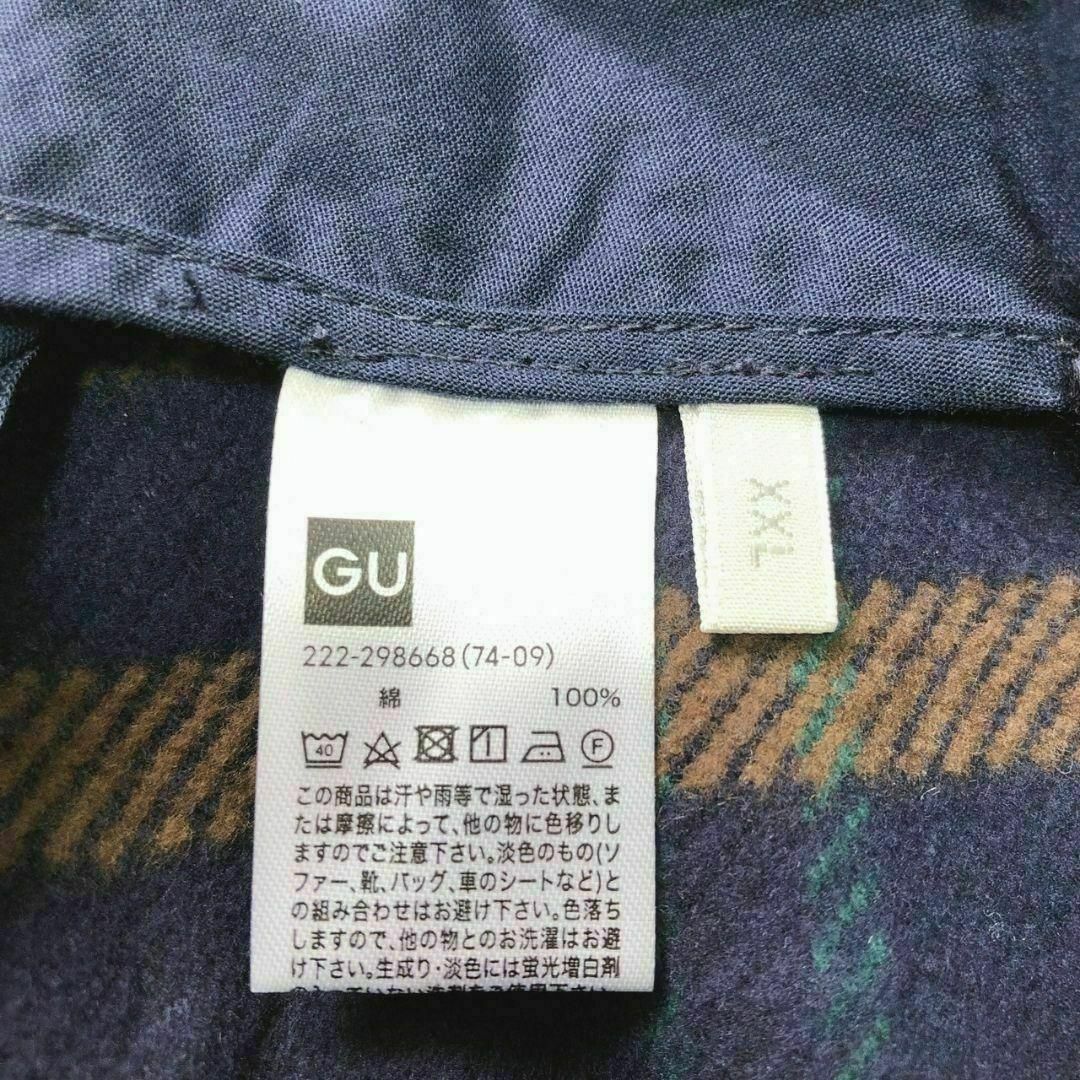 GU
222-298668(74-09)
綿 100%
40
F
この商品は汗や雨等で湿った状態、ま
たは摩擦によって、他の物に色移りし
ますのでご注意下さい。淡色のもの(ソ
ファー、靴、バッグ、車のシートなど)と
の組み合わせはお避け下さい。色落ち
しますので、他の物とのお洗濯はお避
け下さい。生成り・淡色には蛍光増白剤
XXL